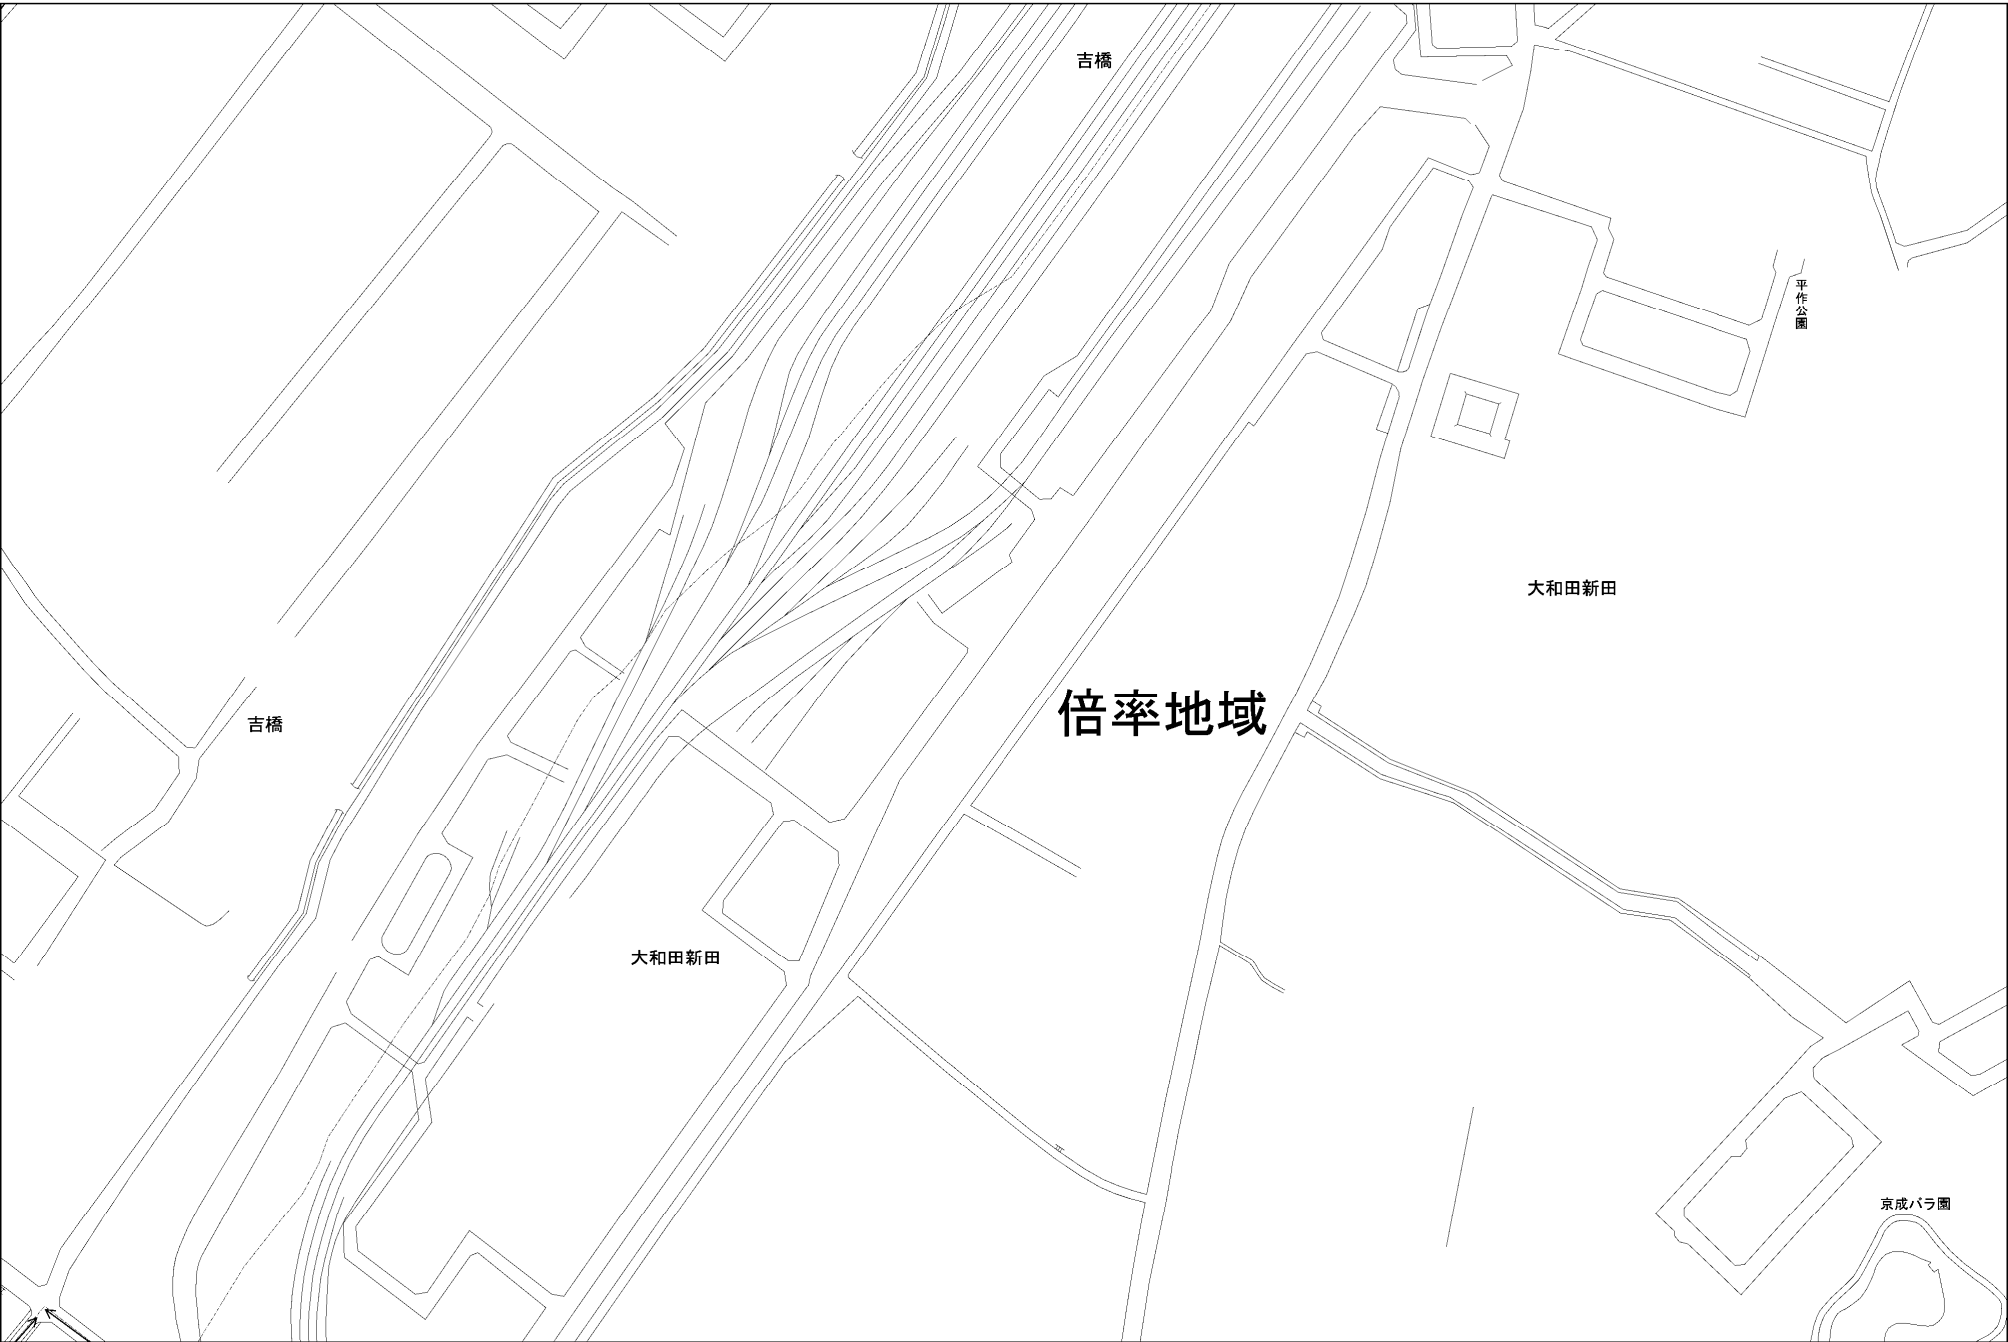 吉橋
平作公園
大和田新田
倍率地域
吉橋
大和田新田
京成バラ園